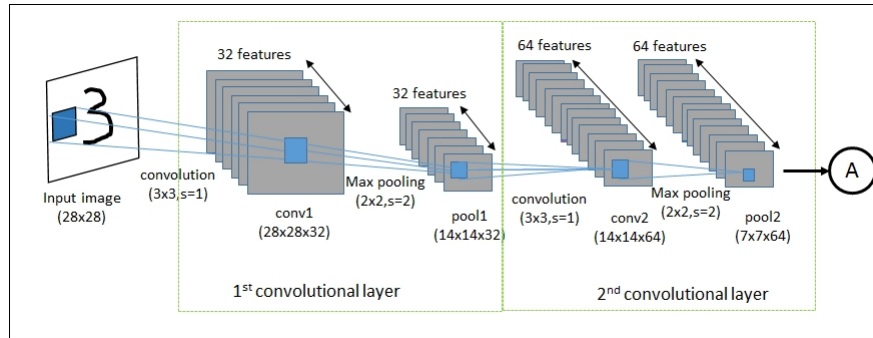 3
Input image
(28x28)
convolution
(3x3,s=1)
32 features
conv1
(28x28x32)
Max pooling
(2x2,s=2)
32 features
pool1
(14x14x32)
1st convolutional layer
convolution
(3x3,s=1)
64 features
conv2
(14x14x64)
Max pooling
(2x2,s=2)
64 features
pool2
(7x7x64)
2nd convolutional layer
A